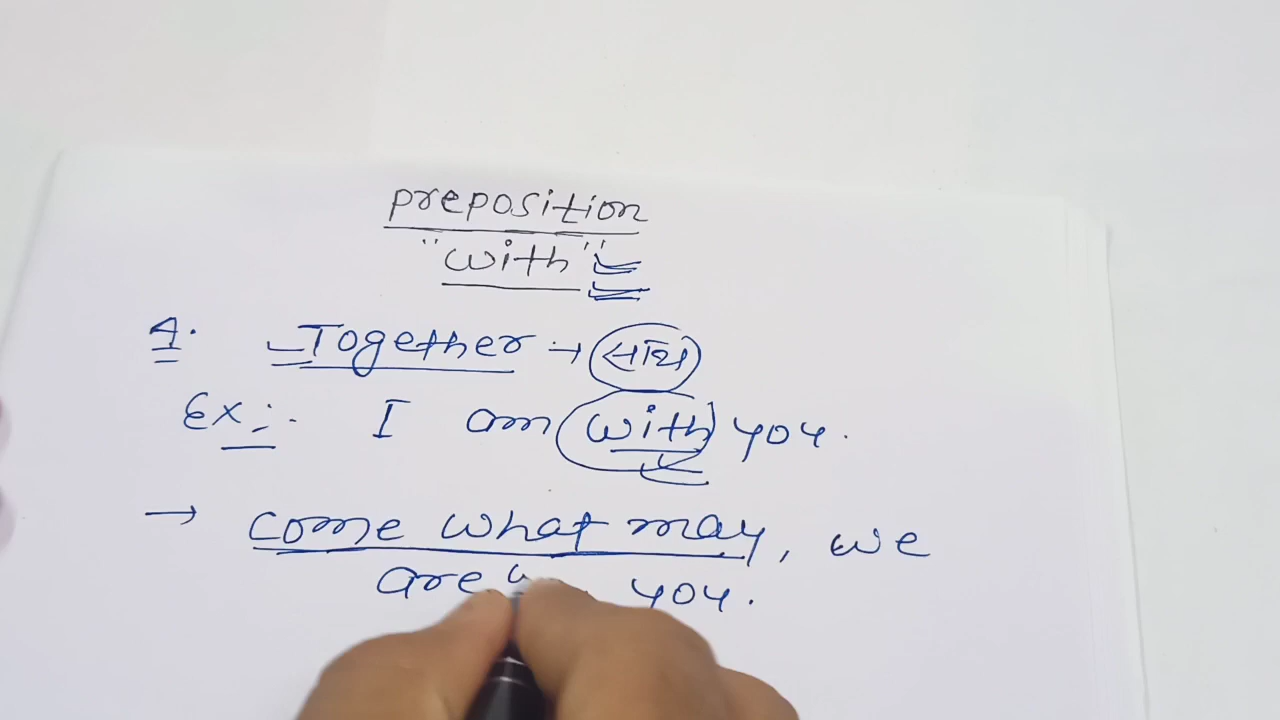 preposition
"with"
1. Together → साथ
Ex:- I am with you.
→ come what may, we
are you.